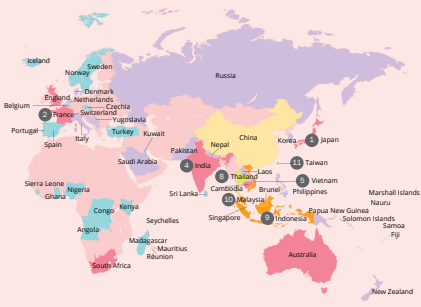 Iceland
Sweden
Norway
Russia
Denmark
England
Netherlands
Belgium
Czechia
2 France
Switzerland
Yugoslavia
Portugal
Turkey
Italy
Spain
Kuwait
China
Korea
1 Japan
Nepal
Pakistan
Saudi Arabia
4 India
11 Taiwan
Laos
8 Thailand
5 Vietnam
Sierra Leone
Nigeria
Ghana
Sri Lanka
Cambodia
Brunei
Philippines
Marshall Islands
10 Malaysia
Nauru
Congo
Kenya
Papua New Guinea
Seychelles
Singapore
9 Indonesia
Solomon Islands
Samoa
Angola
Fiji
Madagascar
Mauritius
Réunion
Australia
South Africa
New Zealand